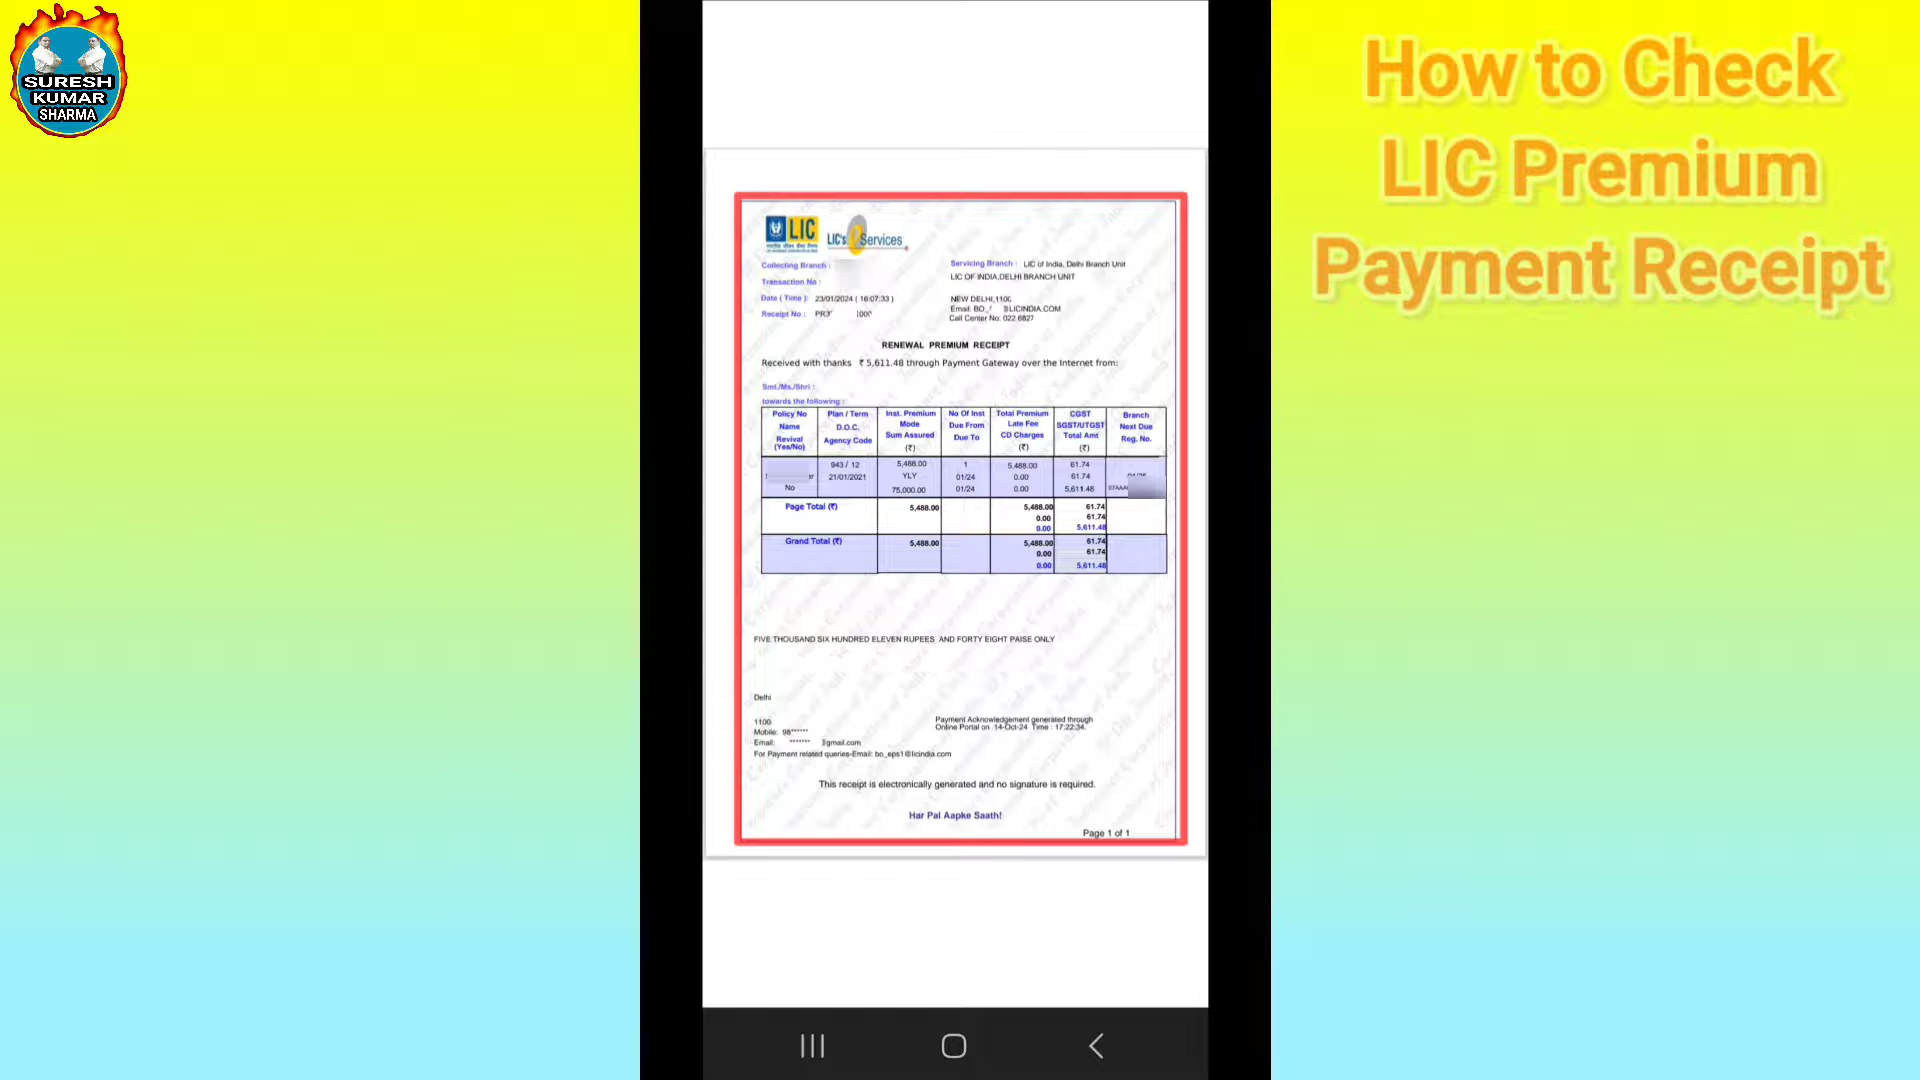 SURESH
KUMAR
SHARMA
How to Check
LIC Premium
Payment Receipt
LIC
LIC's e Services
Collecting Branch :
Servicing Branch : LIC of India, Delhi Branch Unit
LIC OF INDIA,DELHI BRANCH UNIT
Transaction No :
Date ( Time ): 23/01/2024 ( 16:07:33 )
NEW DELHI,110
Email: BO_ @LICINDIA.COM
Receipt No :
Call Center No: 022 6827
RENEWAL PREMIUM RECEIPT
Received with thanks ₹ 5,611.48 through Payment Gateway over the Internet from:
Smt./Ms./Shri :
towards the following :
Policy No Name Revival (Yes/No)
Plan / Term D.O.C. Agency Code
Inst. Premium Mode Sum Assured (₹)
No Of Inst Due From Due To
Total Premium Late Fee CD Charges (₹)
CGST SGST/UTGST Total Amt (₹)
Branch Next Due Reg. No.
943 / 12 5,488.00 1 5,488.00 61.74
21/01/2021 YLY 01/24 0.00 61.74
No 75,000.00 01/24 0.00 5,611.48
Page Total (₹) 5,488.00 5,488.00 61.74
0.00 61.74
0.00 5,611.48
Grand Total (₹) 5,488.00 5,488.00 61.74
0.00 61.74
0.00 5,611.48
FIVE THOUSAND SIX HUNDRED ELEVEN RUPEES AND FORTY EIGHT PAISE ONLY
Delhi
1100
Payment Acknowledgement generated through
Online Portal on 14-Oct-24 Time : 17:22:34.
Mobile: 98******
Email: ******* @gmail.com
For Payment related queries-Email: bo_eps1@licindia.com
This receipt is electronically generated and no signature is required.
Har Pal Aapke Saath!
Page 1 of 1